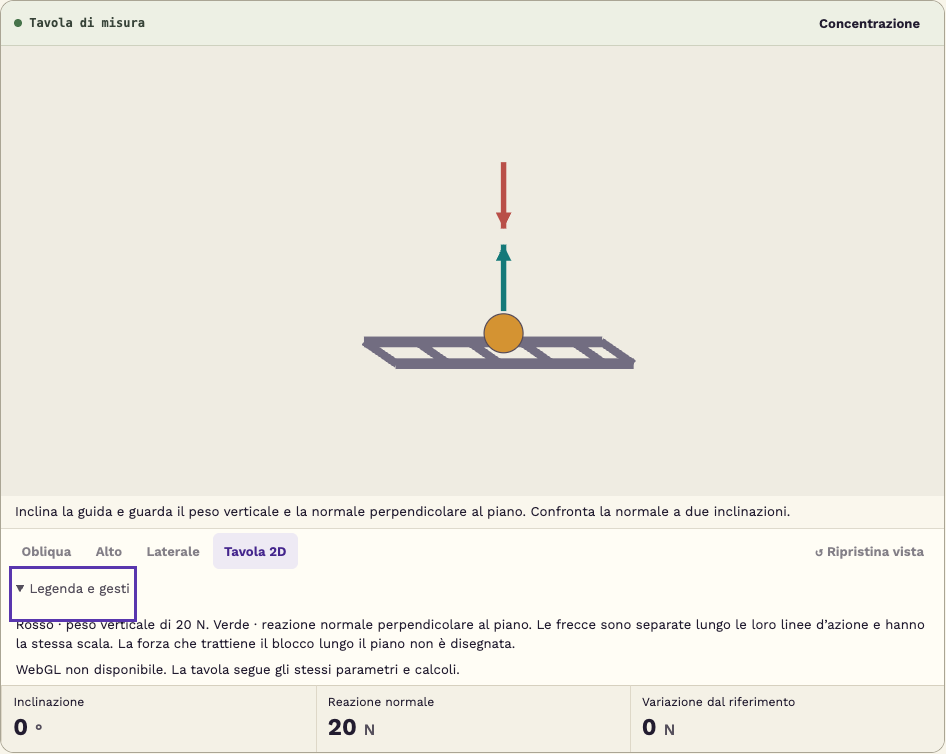 Tavola di misura
Concentrazione
Inclina la guida e guarda il peso verticale e la normale perpendicolare al piano. Confronta la normale a due inclinazioni.
Obliqua Alto Laterale Tavola 2D ↺ Ripristina vista
▼ Legenda e gesti
Rosso · peso verticale di 20 N. Verde · reazione normale perpendicolare al piano. Le frecce sono separate lungo le loro linee d’azione e hanno
la stessa scala. La forza che trattiene il blocco lungo il piano non è disegnata.
WebGL non disponibile. La tavola segue gli stessi parametri e calcoli.
Inclinazione
0 °
Reazione normale
20 N
Variazione dal riferimento
0 N